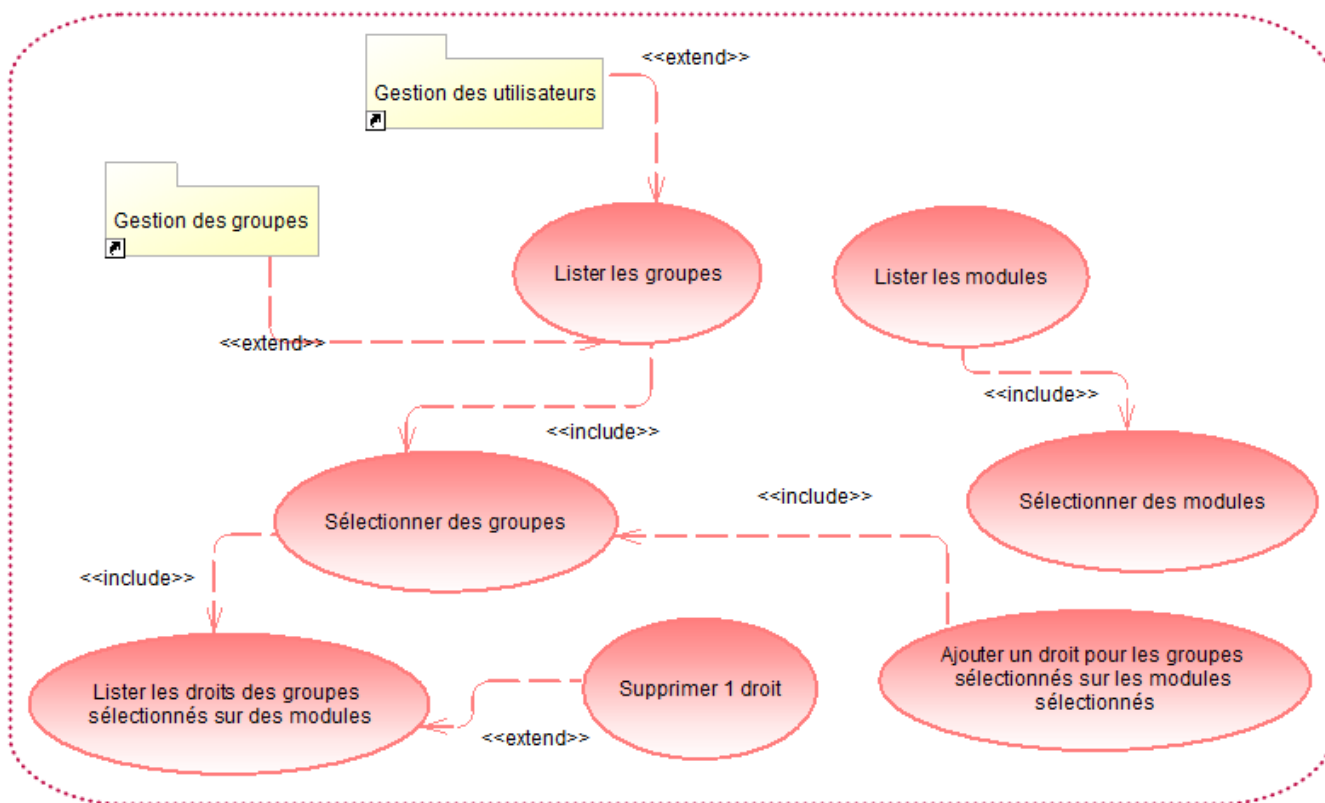 <<extend>>
Gestion des utilisateurs
Gestion des groupes
Lister les groupes
Lister les modules
<<extend>>
<<include>>
<<include>>
Sélectionner des groupes
<<include>>
Sélectionner des modules
<<include>>
Lister les droits des groupes
sélectionnés sur des modules
Supprimer 1 droit
<<extend>>
Ajouter un droit pour les groupes
sélectionnés sur les modules
sélectionnés